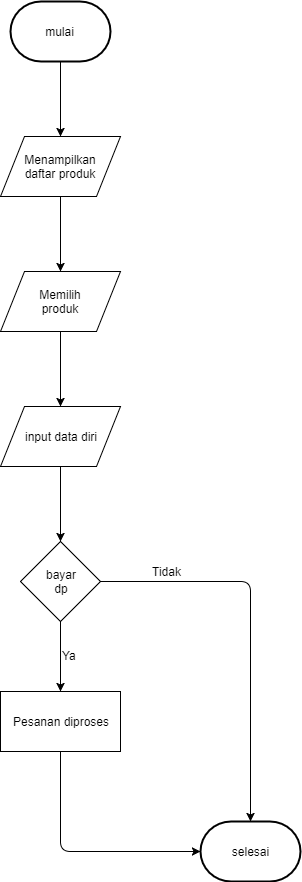 mulai
Menampilkan
daftar produk
Memilih
produk
input data diri
bayar
dp
Tidak
Ya
Pesanan diproses
selesai